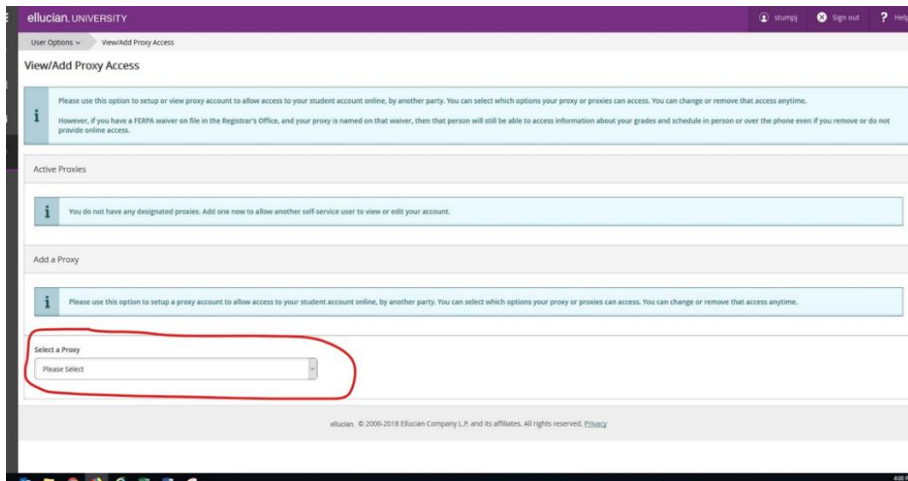 ellucian. UNIVERSITY
stumpj
Sign out
? Help
User Options
View/Add Proxy Access
View/Add Proxy Access
Please use this option to setup or view proxy account to allow access to your student account online, by another party. You can select which options your proxy or proxies can access. You can change or remove that access anytime.
However, if you have a FERPA waiver on file in the Registrar's Office, and your proxy is named on that waiver, then that person will still be able to access information about your grades and schedule in person or over the phone even if you remove or do not
provide online access.
Active Proxies
You do not have any designated proxies. Add one now to allow another self-service user to view or edit your account.
Add a Proxy
Please use this option to setup a proxy account to allow access to your student account online, by another party. You can select which options your proxy or proxies can access. You can change or remove that access anytime.
Select a Proxy
Please Select
ellucian. © 2000-2018 Ellucian Company L.P. and its affiliates. All rights reserved. Privacy
4:00 P